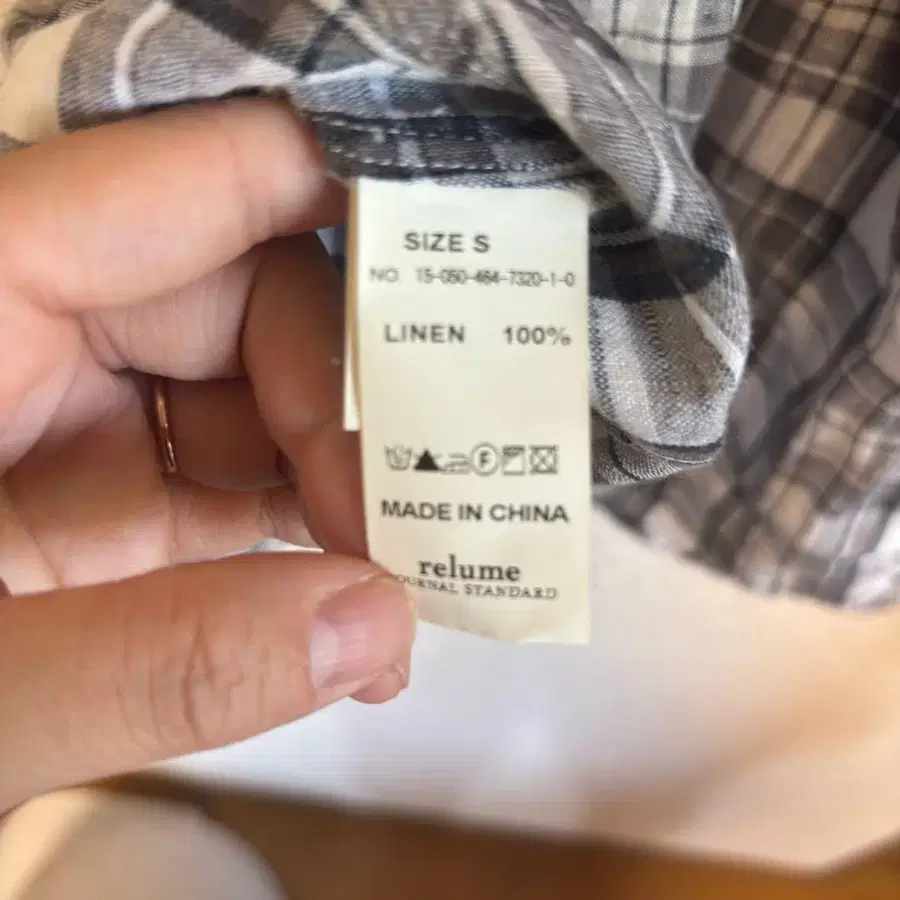 SIZE S
NO. 15-050-464-7320-1-0
LINEN 100%
F
MADE IN CHINA
relume
JOURNAL STANDARD